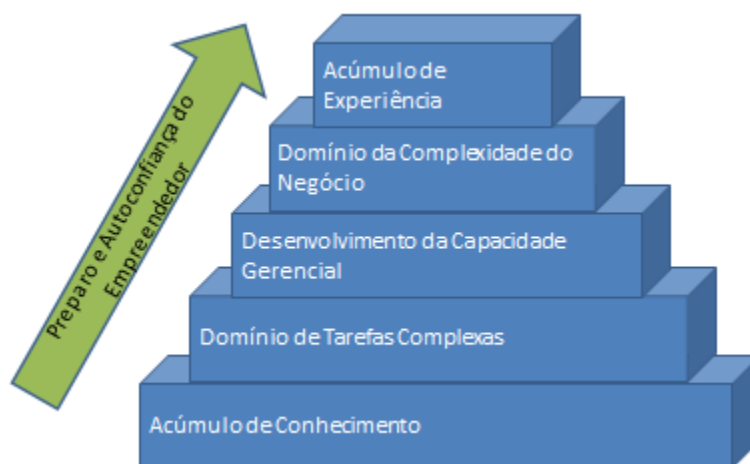 Preparo e Autoconfiança do
Empreendedor
Acúmulo de
Experiência
Domínio da Complexidade do
Negócio
Desenvolvimento da Capacidade
Gerencial
Domínio de Tarefas Complexas
Acúmulo de Conhecimento